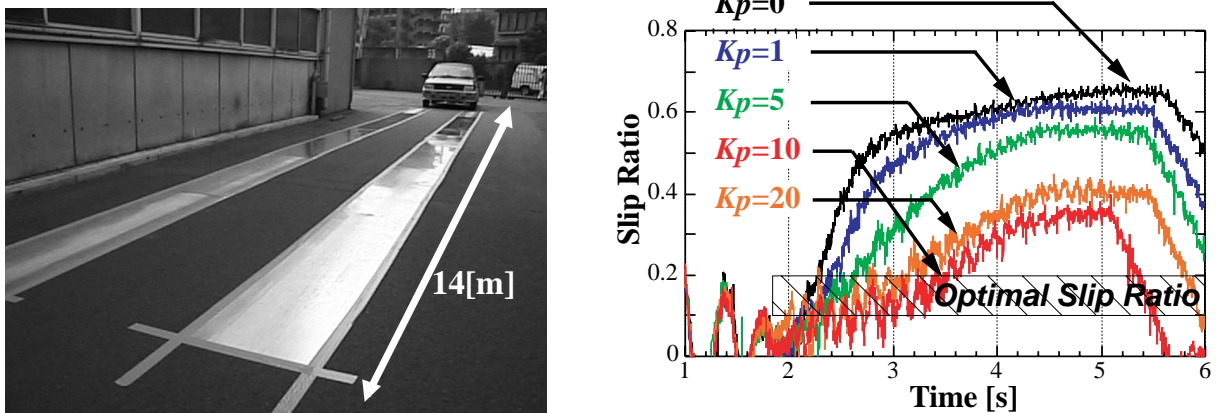 14[m]
Kp=0
Kp=1
Kp=5
Kp=10
Kp=20
Optimal Slip Ratio
Slip Ratio
0.8
0.6
0.4
0.2
0
1 2 3 4 5 6
Time [s]